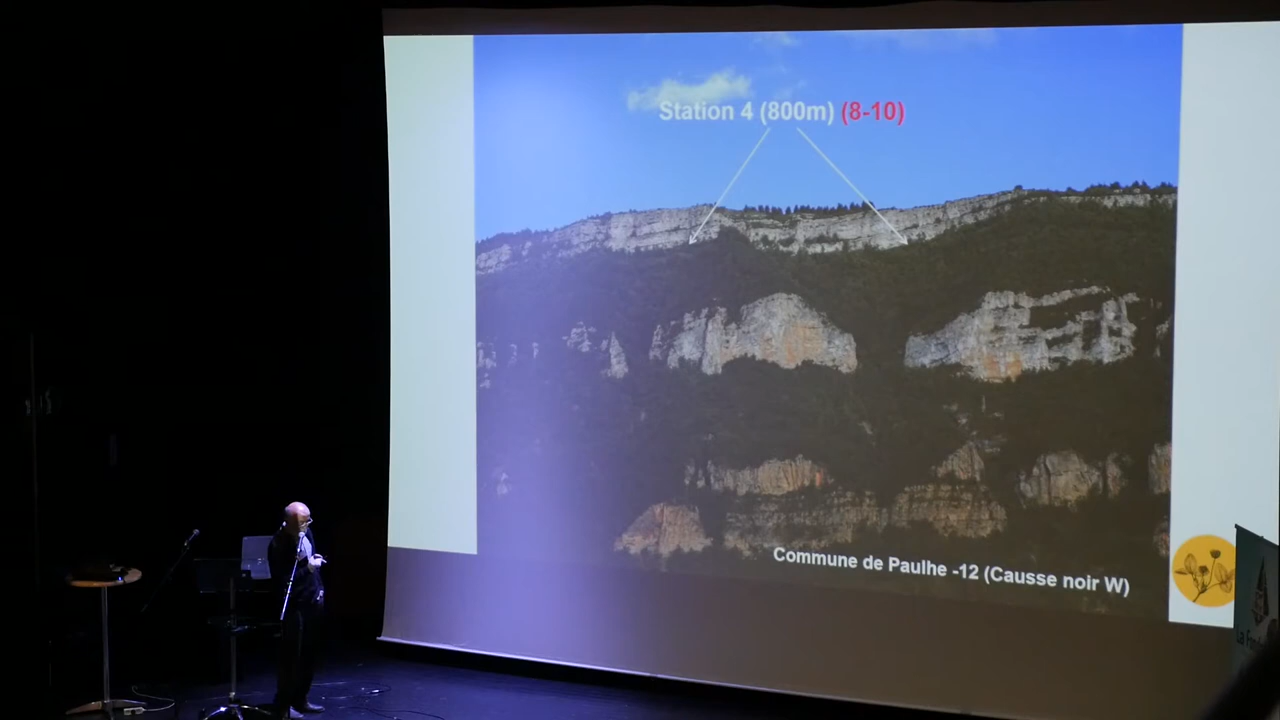 Station 4 (800m) (8-10)
Commune de Paulhe -12 (Causse noir W)